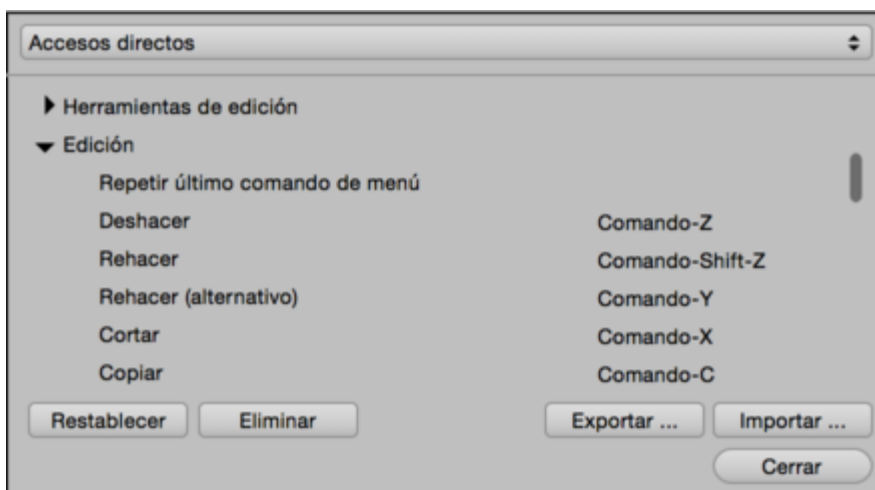 Accesos directos
Herramientas de edición
Edición
Repetir último comando de menú
Deshacer Comando-Z
Rehacer Comando-Shift-Z
Rehacer (alternativo) Comando-Y
Cortar Comando-X
Copiar Comando-C
Restablecer Eliminar Exportar ... Importar ...
Cerrar